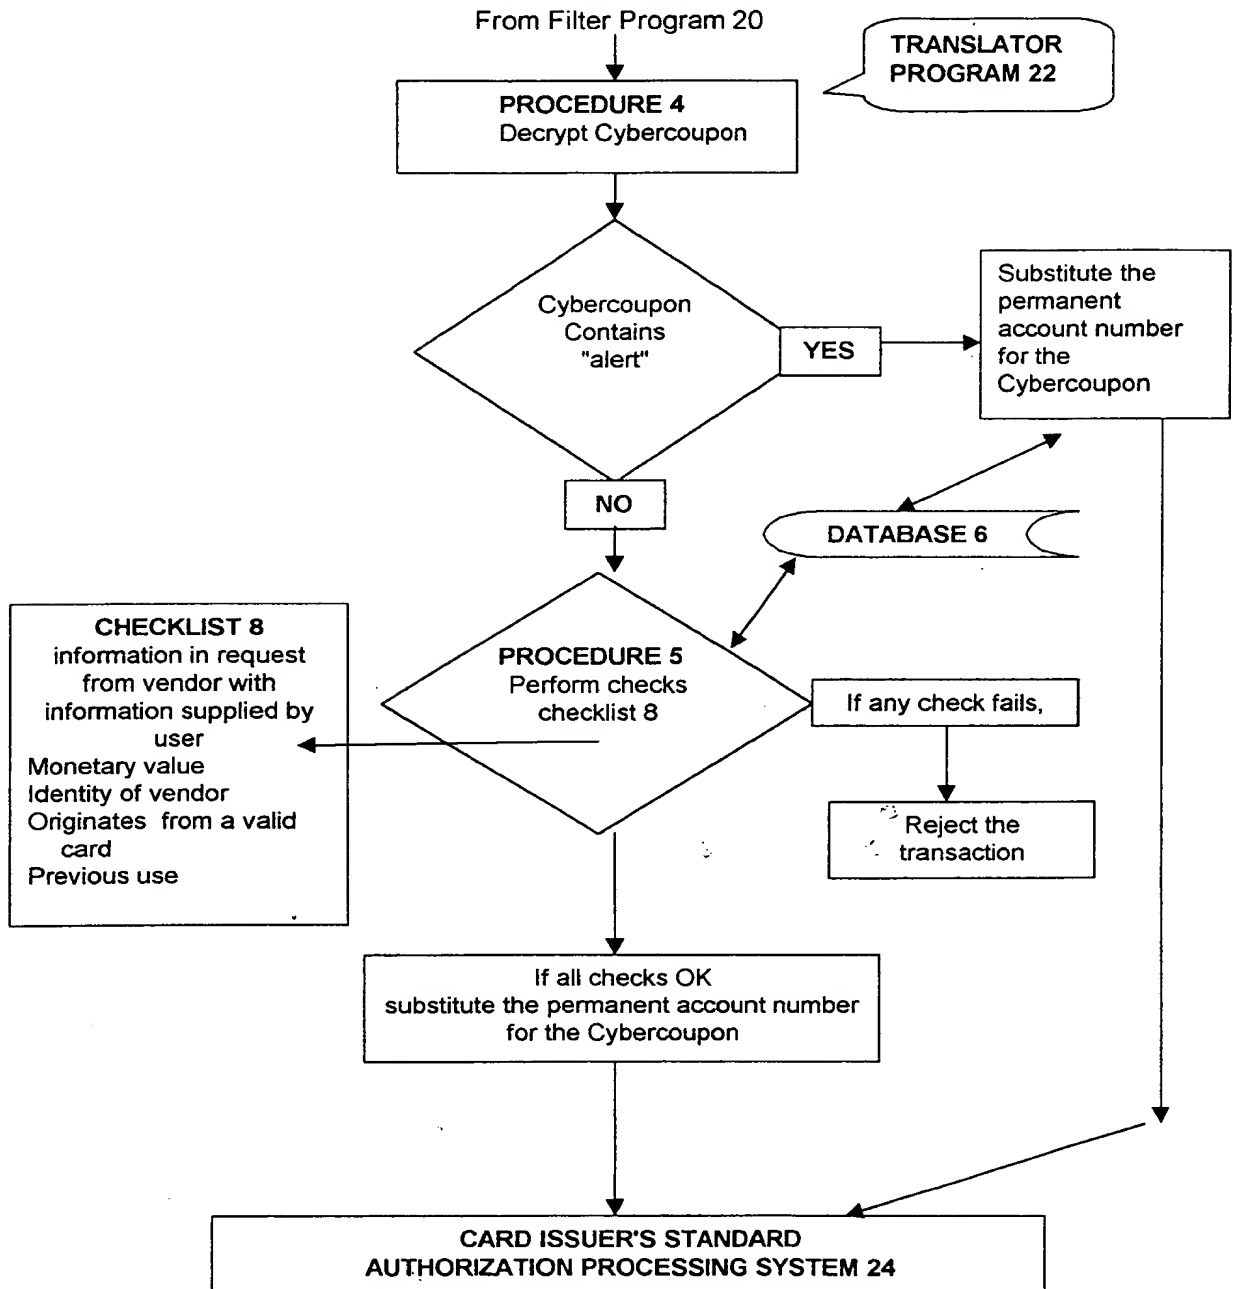 From Filter Program 20
TRANSLATOR
PROGRAM 22
PROCEDURE 4
Decrypt Cybercoupon
Cybercoupon
Contains
"alert"
YES
Substitute the
permanent
account number
for the
Cybercoupon
NO
DATABASE 6
CHECKLIST 8
information in request
from vendor with
information supplied by
user
Monetary value
Identity of vendor
Originates from a valid
card
Previous use
PROCEDURE 5
Perform checks
checklist 8
If any check fails,
Reject the
transaction
If all checks OK
substitute the permanent account number
for the Cybercoupon
CARD ISSUER'S STANDARD
AUTHORIZATION PROCESSING SYSTEM 24